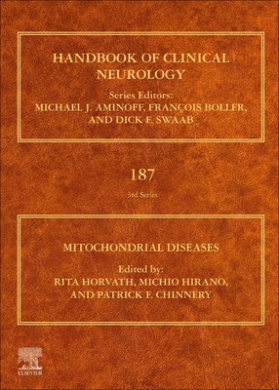 HANDBOOK OF CLINICAL
NEUROLOGY
Series Editors:
MICHAEL J. AMINOFF, FRANÇOIS BOLLER,
AND DICK F. SWAAB
187
3rd Series
MITOCHONDRIAL DISEASES
Edited by:
RITA HORVATH, MICHIO HIRANO,
AND PATRICK F. CHINNERY
ELSEVIER